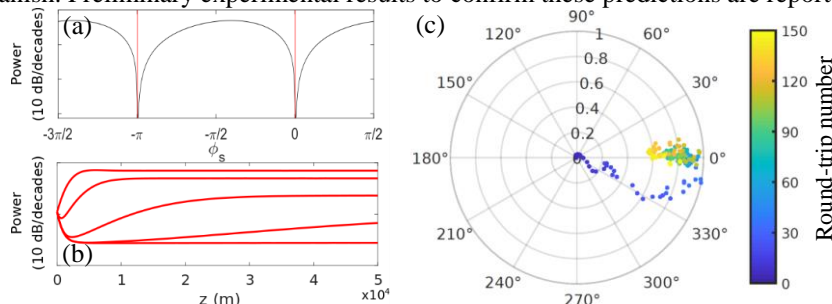 anish. Preliminary experimental results to confirm these predictions are report
(a)
Power
(10 dB/decades)
-3π/2
-π
-π/2
0
π/2
ϕs
(b)
Power
(10 dB/decades)
0
1
2
3
4
5
x10⁴
z (m)
(c)
90°
120°
60°
150°
30°
180°
0°
210°
330°
240°
300°
270°
1
0.8
0.6
0.4
0.2
0
150
120
90
60
30
0
Round-trip number